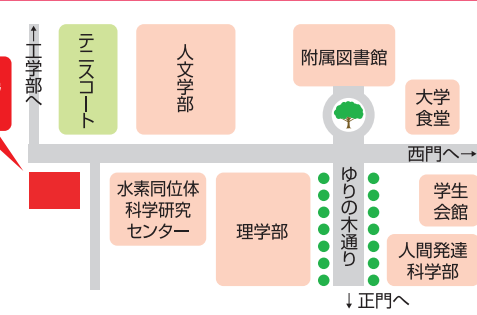 ↑工学部へ
テニスコート
人文学部
附属図書館
大学
食堂
西門へ→
水素同位体
科学研究
センター
理学部
ゆりの木通り
学生
会館
人間発達
科学部
↓正門へ